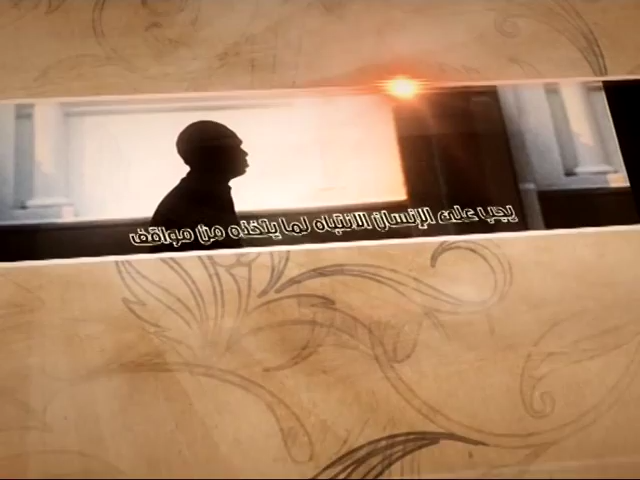 يجب على الإنسان الانتباه لما يتخذه من مواقف